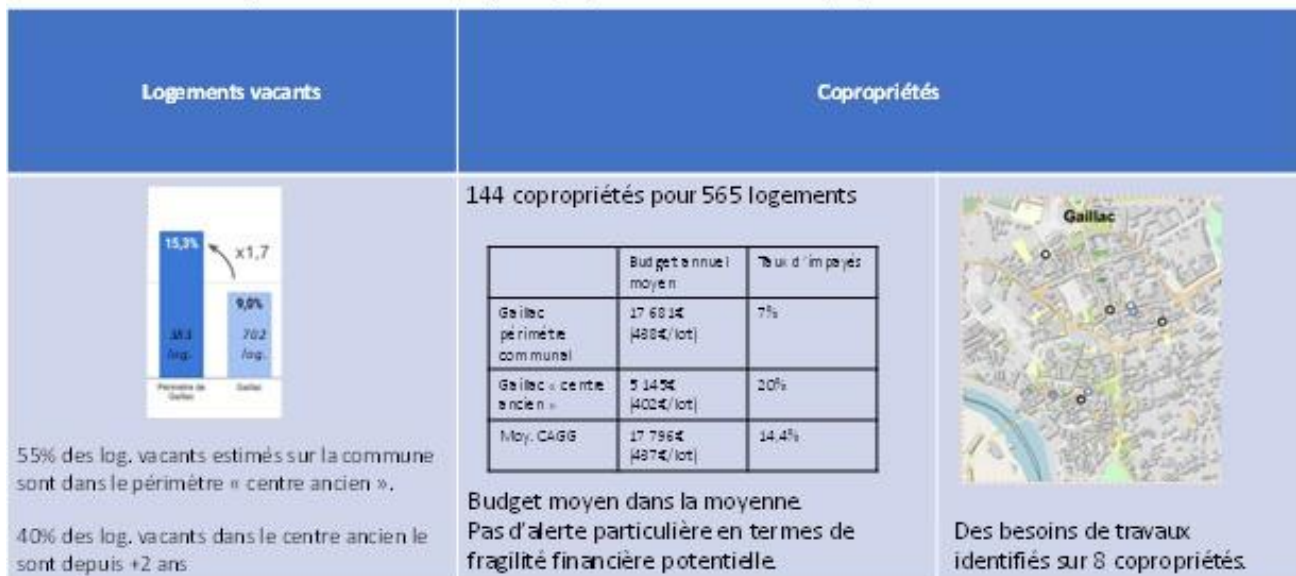 Logements vacants
Copropriétés
15,3%
x1,7
9,0%
702
log.
log.
Périmètre de
Gaillac
Gaillac
55% des log. vacants estimés sur la commune
sont dans le périmètre « centre ancien ».
40% des log. vacants dans le centre ancien le
sont depuis +2 ans
144 copropriétés pour 565 logements
Budget annuel
moyen
Taux d'impayés
Gaillac
périmètre
communal
17 681€
(488€/lot)
7%
Gaillac « centre
ancien »
5 145€
(402€/lot)
20%
Moy. CAGG
17 796€
(487€/lot)
14,4%
Budget moyen dans la moyenne.
Pas d'alerte particulière en termes de
fragilité financière potentielle.
Gaillac
Des besoins de travaux
identifiés sur 8 copropriétés.